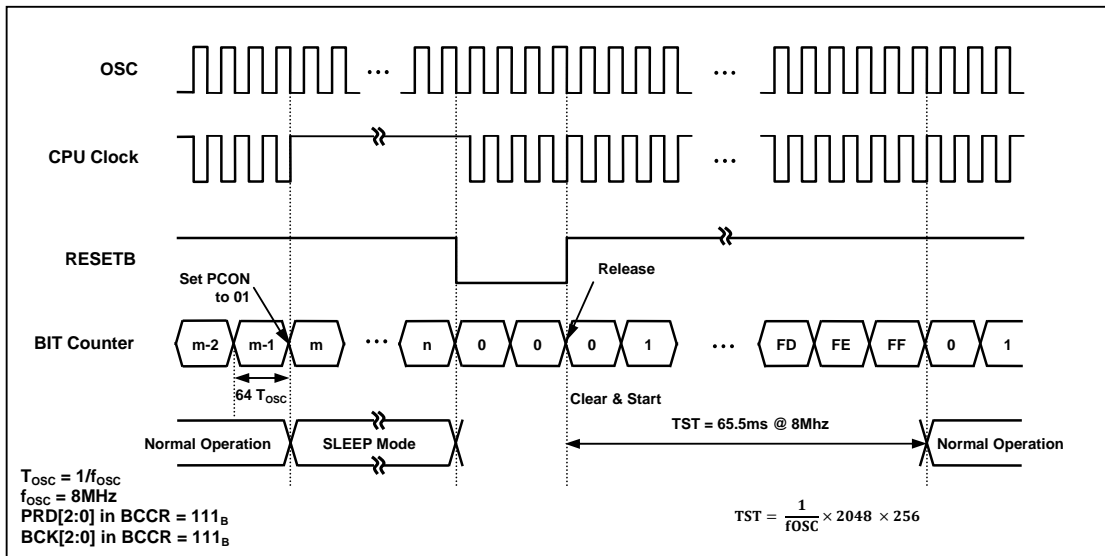 OSC
...
...
CPU Clock
...
RESETB
Set PCON
to 01
Release
BIT Counter
m-2 m-1 m ... n 0 0 0 1 ... FD FE FF 0 1
64 TOSC
Clear & Start
Normal Operation SLEEP Mode TST = 65.5ms @ 8Mhz Normal Operation
TOSC = 1/fOSC
fOSC = 8MHz
PRD[2:0] in BCCR = 111B
BCK[2:0] in BCCR = 111B
TST = 1/fOSC × 2048 × 256